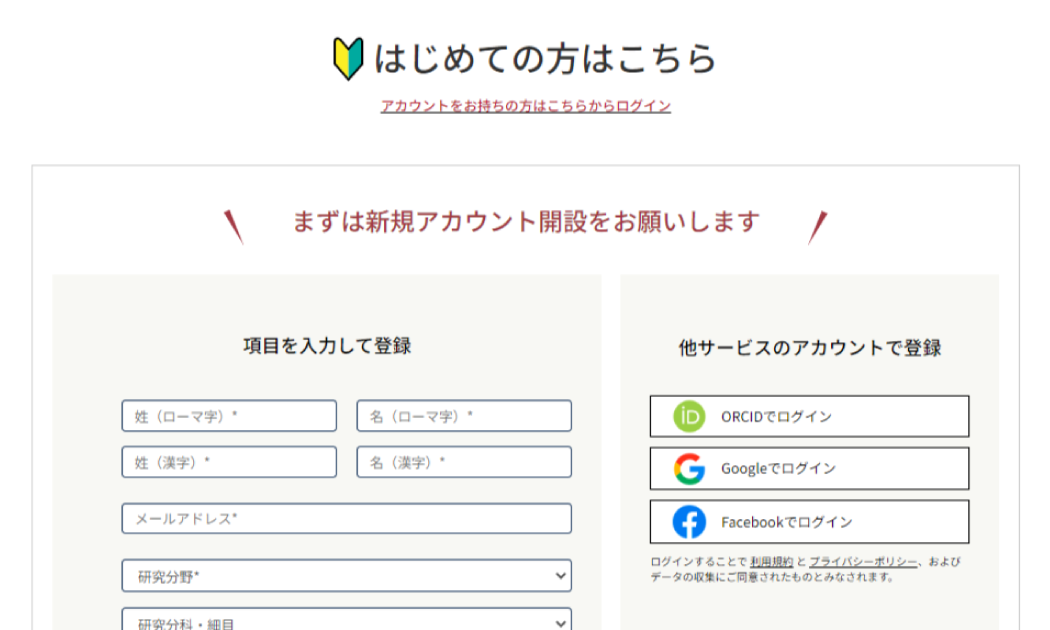 はじめての方はこちら
アカウントをお持ちの方はこちらからログイン
まずは新規アカウント開設をお願いします
項目を入力して登録
姓（ローマ字）*
名（ローマ字）*
姓（漢字）*
名（漢字）*
メールアドレス*
研究分野*
研究分科・細目
他サービスのアカウントで登録
iD ORCIDでログイン
Googleでログイン
Facebookでログイン
ログインすることで 利用規約 と プライバシーポリシー、および
データの収集にご同意されたものとみなされます。